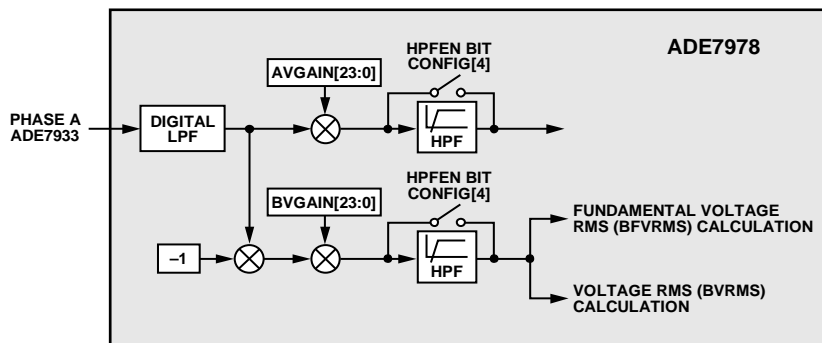 ADE7978
HPFEN BIT
CONFIG[4]
AVGAIN[23:0]
PHASE A
ADE7933
DIGITAL
LPF
HPF
HPFEN BIT
CONFIG[4]
BVGAIN[23:0]
–1
HPF
FUNDAMENTAL VOLTAGE
RMS (BFVRMS) CALCULATION
VOLTAGE RMS (BVRMS)
CALCULATION